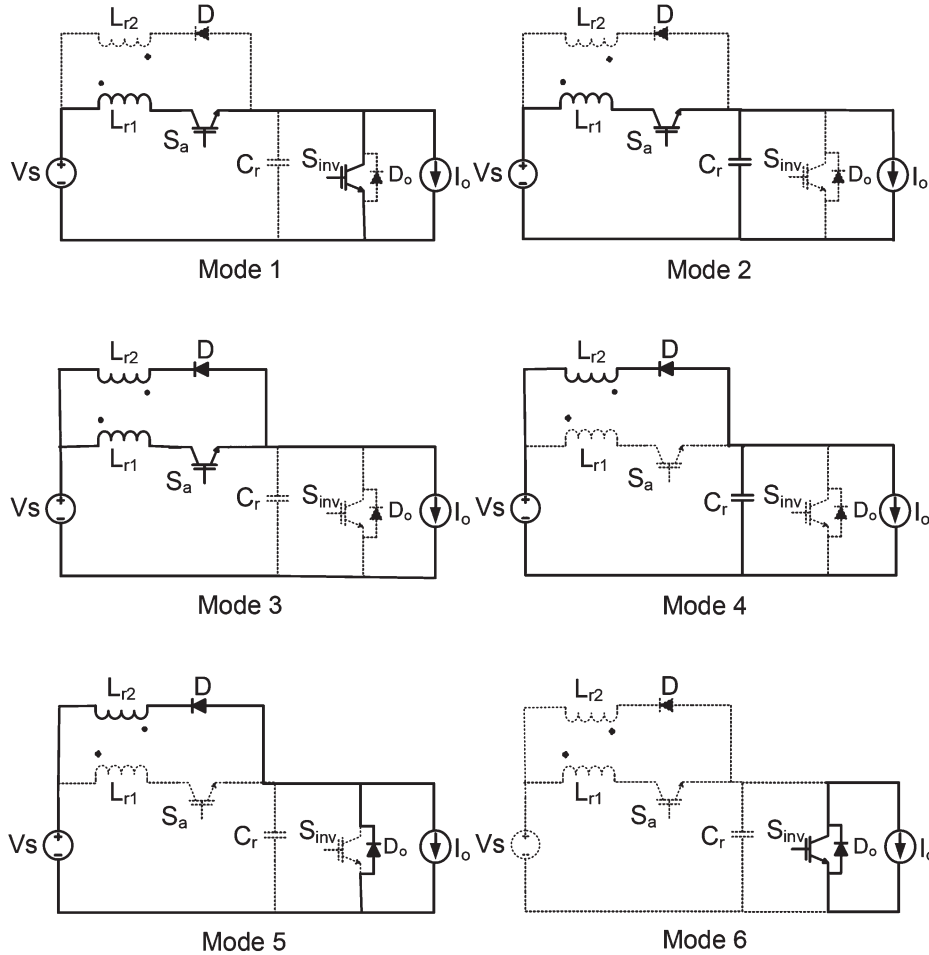 Lr2 D
Lr1
Sa
Vs
Cr
Sinv
Do
Io
Mode 1
Lr2 D
Lr1
Sa
Vs
Cr
Sinv
Do
Io
Mode 2
Lr2 D
Lr1
Sa
Vs
Cr
Sinv
Do
Io
Mode 3
Lr2 D
Lr1
Sa
Vs
Cr
Sinv
Do
Io
Mode 4
Lr2 D
Lr1
Sa
Vs
Cr
Sinv
Do
Io
Mode 5
Lr2 D
Lr1
Sa
Vs
Cr
Sinv
Do
Io
Mode 6